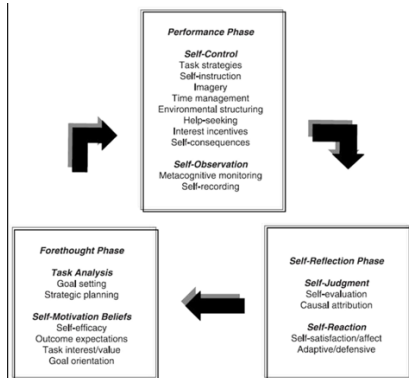 Performance Phase
Self-Control
Task strategies
Self-instruction
Imagery
Time management
Environmental structuring
Help-seeking
Interest incentives
Self-consequences
Self-Observation
Metacognitive monitoring
Self-recording
Forethought Phase
Task Analysis
Goal setting
Strategic planning
Self-Motivation Beliefs
Self-efficacy
Outcome expectations
Task interest/value
Goal orientation
Self-Reflection Phase
Self-Judgment
Self-evaluation
Causal attribution
Self-Reaction
Self-satisfaction/affect
Adaptive/defensive